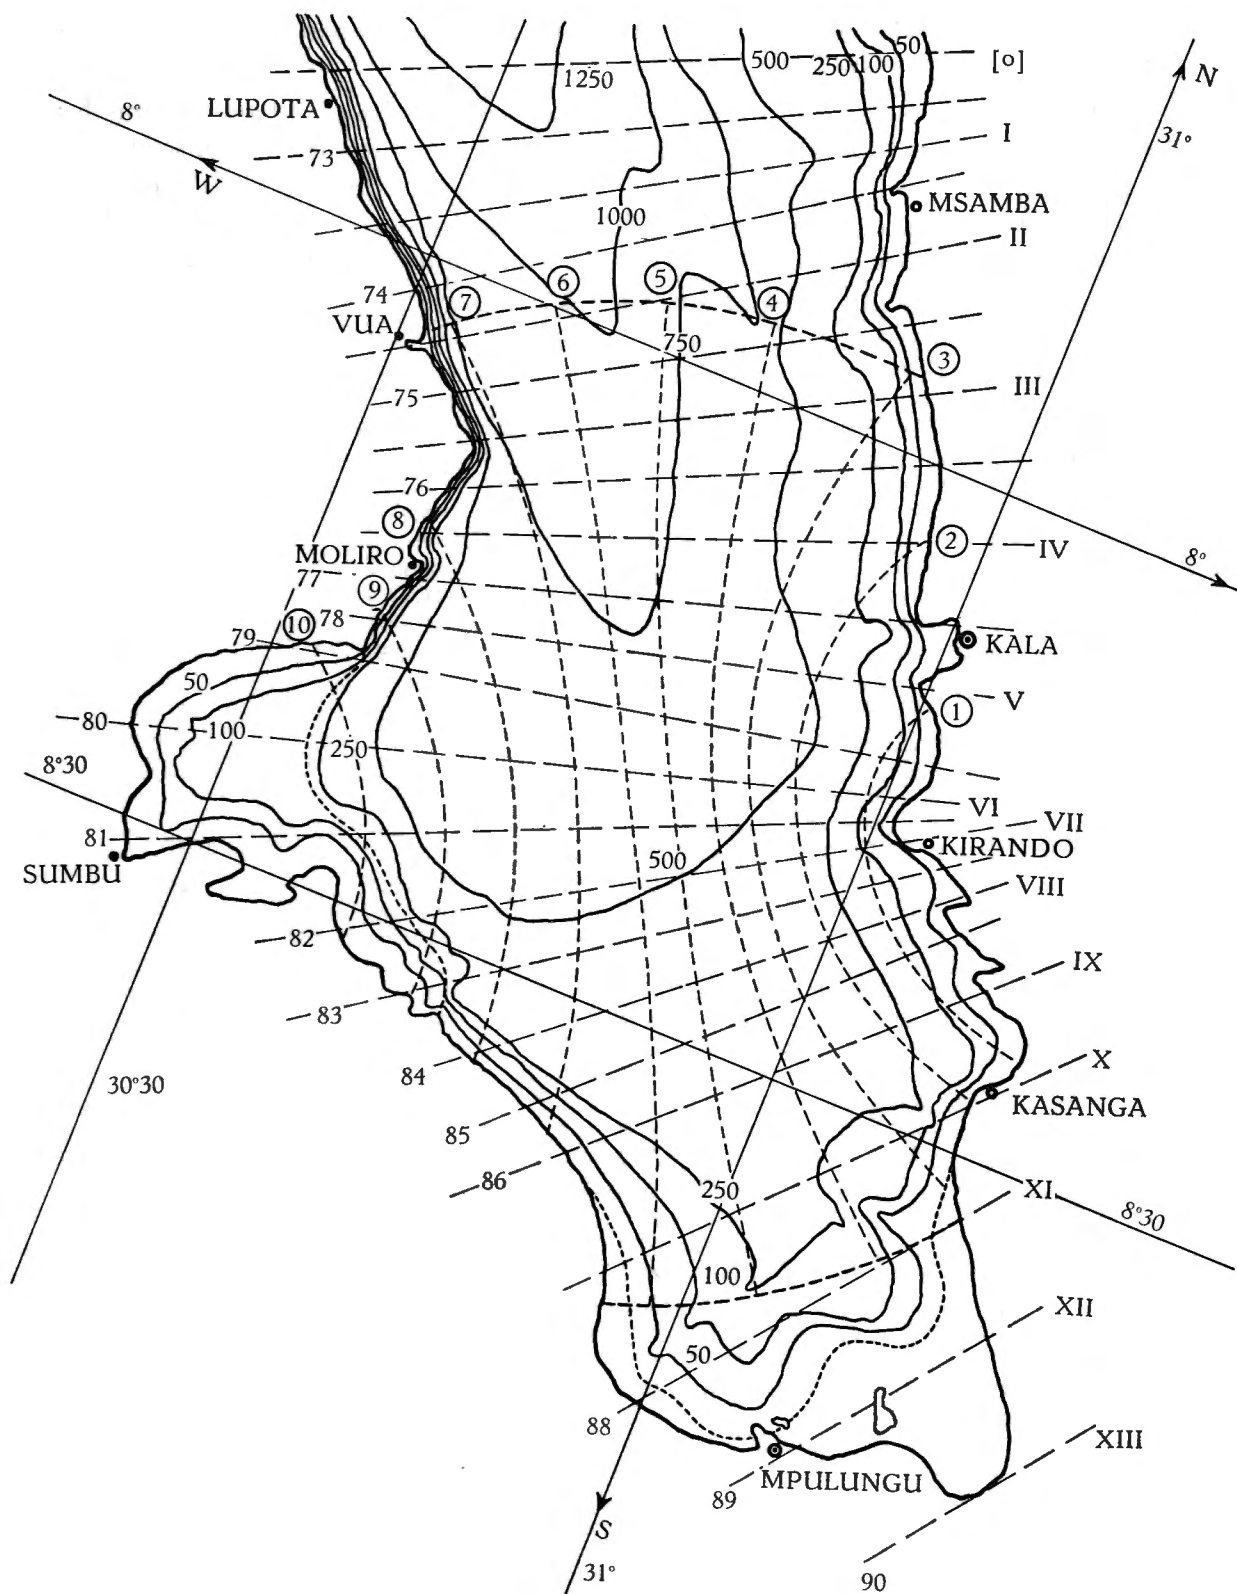 50
500
[o]
1250
250
100
N
8°
LUPOTA
31°
I
73
W
MSAMBA
1000
II
6
5
74
7
4
VUA
750
3
75
III
76
8
2
IV
MOLIRO
8°
77
9
10
78
79
KALA
50
V
1
80
100
250
8°30
VI
VII
81
KIRANDO
500
SUMBU
VIII
82
IX
83
X
84
30°30
KASANGA
85
86
XI
250
8°30
100
XII
50
88
XIII
MPULUNGU
89
S
31°
90